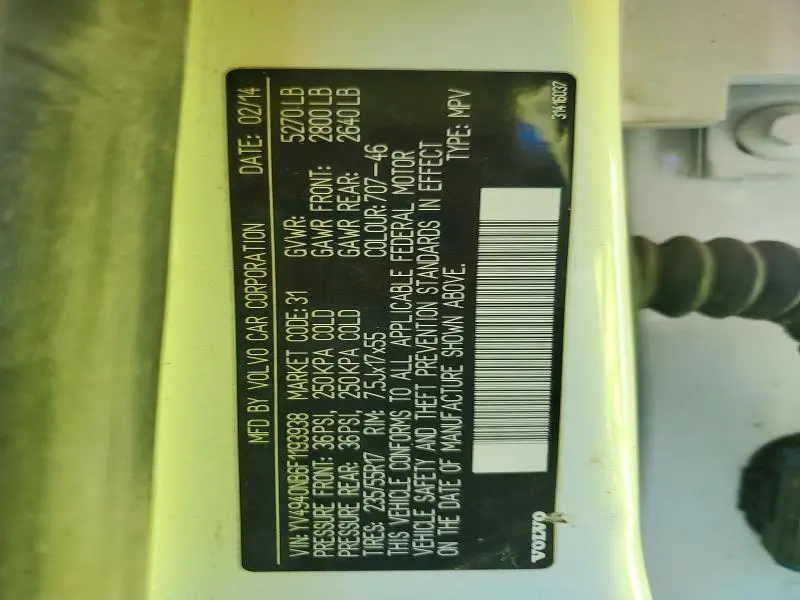 MFD BY VOLVO CAR CORPORATION DATE: 02/14
VIN: YV4940NB6F1193938 MARKET CODE: 31 GVWR: 5270 LB
PRESSURE FRONT: 36PSI, 250KPA COLD GAWR FRONT: 2800 LB
PRESSURE REAR: 36PSI, 250KPA COLD GAWR REAR: 2640 LB
TIRES: 235/55R17 RIM: 7.5Jx17x55 COLOUR: 707-46
THIS VEHICLE CONFORMS TO ALL APPLICABLE FEDERAL MOTOR
VEHICLE SAFETY AND THEFT PREVENTION STANDARDS IN EFFECT
ON THE DATE OF MANUFACTURE SHOWN ABOVE. TYPE: MPV
VOLVO 31416037